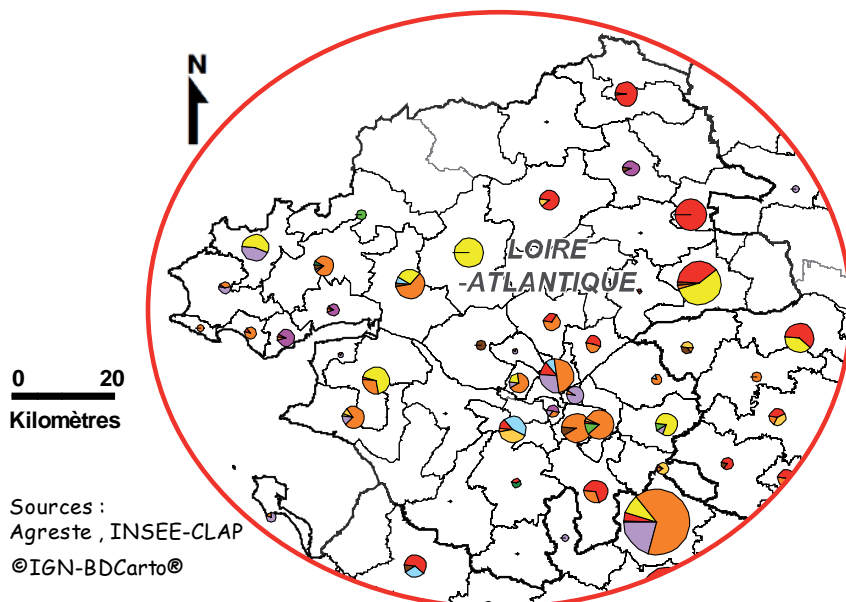 N
LOIRE
-ATLANTIQUE
0 20
Kilomètres
Sources :
Agreste , INSEE-CLAP
©IGN-BDCarto®